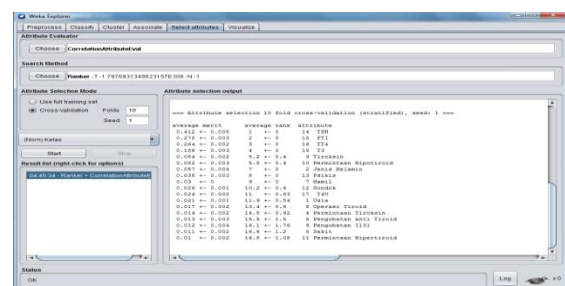 Weka Explorer
Preprocess Classify Cluster Associate Select attributes Visualize
Attribute Evaluator
Choose CorrelationAttributeEval
Search Method
Choose Ranker -T -1.7976931348623157E308 -N -1
Attribute Selection Mode
Use full training set
Cross-validation Folds 10
Seed 1
(Nom) Kelas
Start Stop
Result list (right-click for options)
04:45:34 - Ranker + CorrelationAttributeE
Attribute selection output
=== Attribute selection 10 fold cross-validation (stratified), seed: 1 ===
average merit average rank attribute
0.412 +- 0.005 1 +- 0 14 TSH
0.278 +- 0.003 2 +- 0 18 FTI
0.264 +- 0.002 3 +- 0 16 TT4
0.186 +- 0.003 4 +- 0 15 T3
0.084 +- 0.002 5.2 +- 0.4 3 Tiroksin
0.082 +- 0.003 5.8 +- 0.4 10 Permintaan Hipotiroid
0.057 +- 0.004 7 +- 0 2 Jenis Kelamin
0.038 +- 0.002 8 +- 0 13 Psikis
0.03 +- 0 9 +- 0 7 Hamil
0.026 +- 0.001 10.2 +- 0.4 12 Gondok
0.024 +- 0.002 11 +- 0.63 17 T4U
0.021 +- 0.001 11.9 +- 0.54 1 Usia
0.017 +- 0.002 13.4 +- 0.8 8 Operasi Tiroid
0.014 +- 0.002 14.5 +- 0.92 4 Permintaan Tiroksin
0.013 +- 0.003 15.5 +- 1.5 5 Pengobatan anti Tiroid
0.012 +- 0.004 16.1 +- 1.76 9 Pengobatan I131
0.011 +- 0.002 16.6 +- 1.2 6 Sakit
0.01 +- 0.002 16.8 +- 1.08 11 Permintaan Hipertiroid
Status
OK
Log x 0